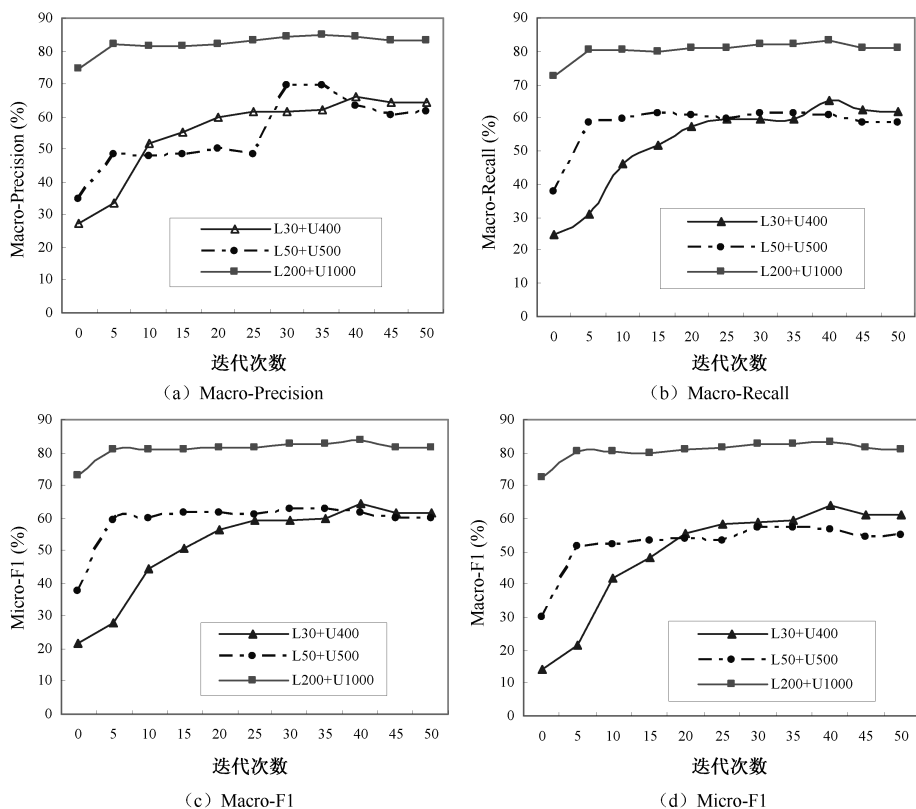 90
80
70
60
50
40
30
20
10
0
Macro-Precision (%)
L30+U400
L50+U500
L200+U1000
0 5 10 15 20 25 30 35 40 45 50
迭代次数
（a）Macro-Precision
90
80
70
60
50
40
30
20
10
0
Macro-Recall (%)
L30+U400
L50+U500
L200+U1000
0 5 10 15 20 25 30 35 40 45 50
迭代次数
（b）Macro-Recall
90
80
70
60
50
40
30
20
10
0
Micro-F1 (%)
L30+U400
L50+U500
L200+U1000
0 5 10 15 20 25 30 35 40 45 50
迭代次数
（c）Macro-F1
90
80
70
60
50
40
30
20
10
0
Macro-F1 (%)
L30+U400
L50+U500
L200+U1000
0 5 10 15 20 25 30 35 40 45 50
迭代次数
（d）Micro-F1